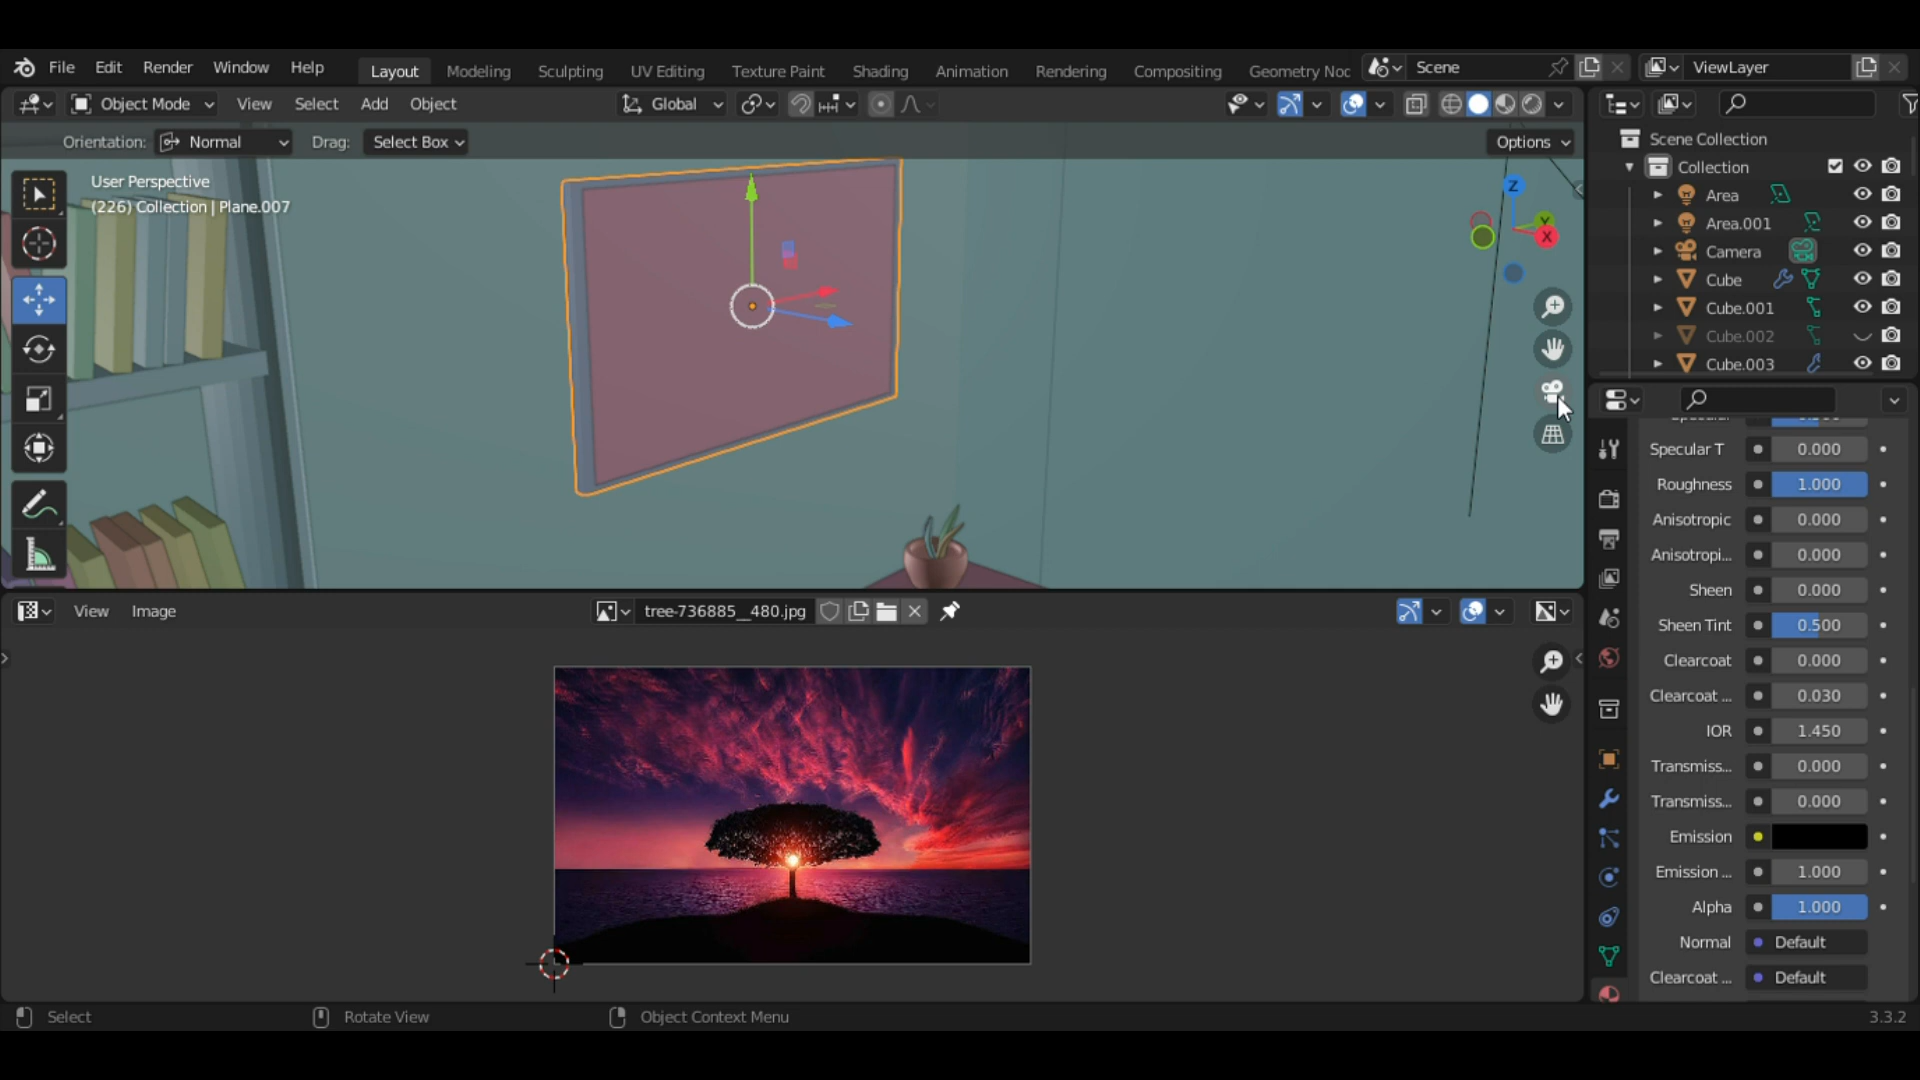 File Edit Render Window Help Layout Modeling Sculpting UV Editing Texture Paint Shading Animation Rendering Compositing Geometry Noc Scene ViewLayer
Object Mode View Select Add Object Global
Orientation: Normal Drag: Select Box Options
User Perspective
(226) Collection | Plane.007
Z
Y
X
Scene Collection
Collection
Area
Area.001
Camera
Cube
Cube.001
Cube.002
Cube.003
Specular T 0.000
Roughness 1.000
Anisotropic 0.000
Anisotropi... 0.000
Sheen 0.000
Sheen Tint 0.500
Clearcoat 0.000
Clearcoat ... 0.030
IOR 1.450
Transmiss... 0.000
Transmiss... 0.000
Emission
Emission ... 1.000
Alpha 1.000
Normal Default
Clearcoat ... Default
View Image tree-736885__480.jpg
Select Rotate View Object Context Menu 3.3.2